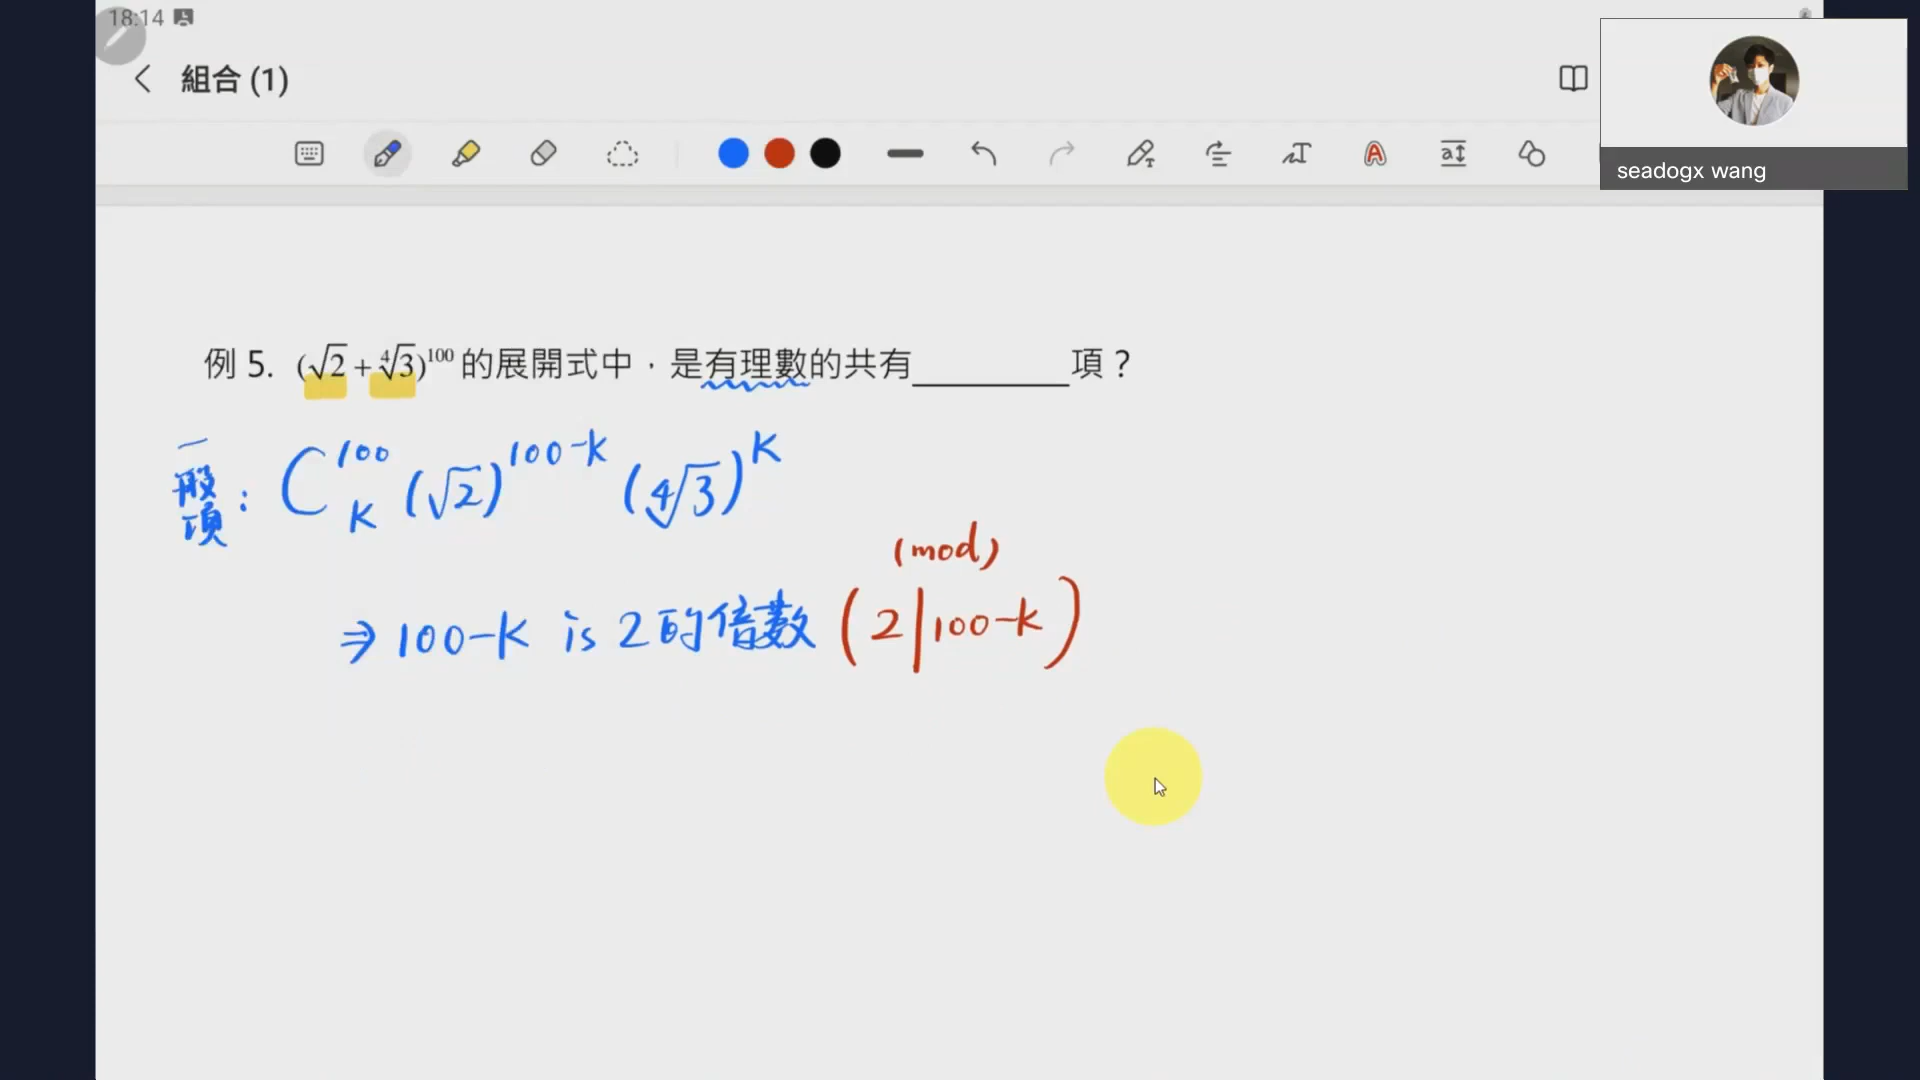 18:14
組合 (1)
seadogx wang
例 5. (√2 + ∜3)¹⁰⁰ 的展開式中，是有理數的共有________項？
一般項 : C¹⁰⁰ₖ (√2)¹⁰⁰⁻ᵏ (∜3)ᴷ
(mod)
⇒ 100-k is 2的倍數 (2|100-k)